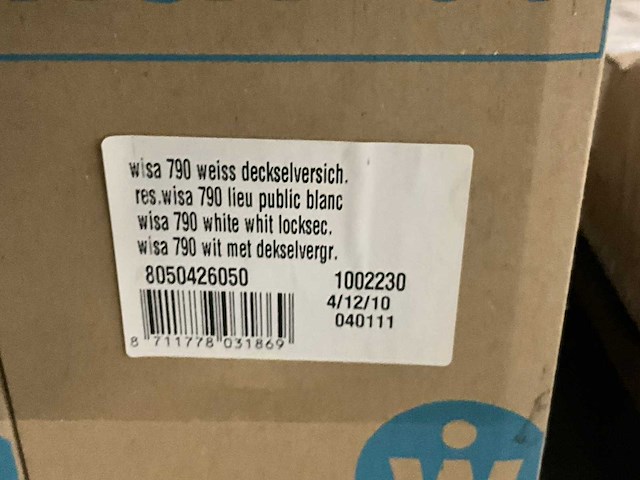 wisa 790 weiss deckselversich.
res.wisa 790 lieu public blanc
wisa 790 white whit locksec.
wisa 790 wit met dekselvergr.
8050426050 1002230
4/12/10
040111
8 711778 031869